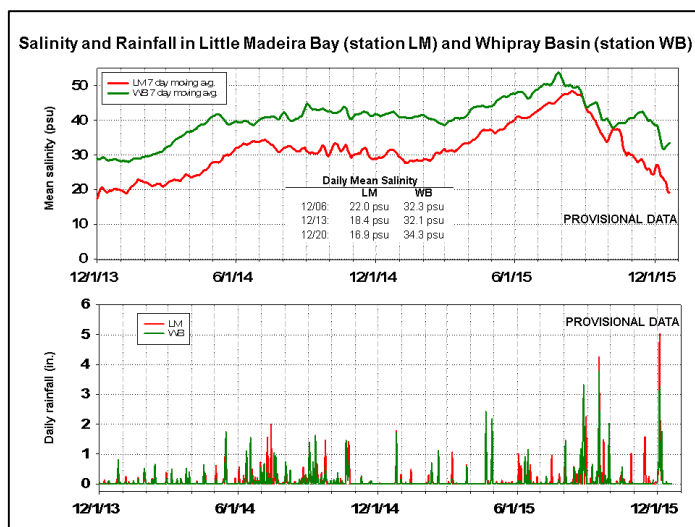 Salinity and Rainfall in Little Madeira Bay (station LM) and Whipray Basin (station WB)
LM 7 day moving avg.
WB 7 day moving avg.
Mean salinity (psu)
50
40
30
20
10
0
Daily Mean Salinity
LM WB
12/06: 22.0 psu 32.3 psu
12/13: 18.4 psu 32.1 psu
12/20: 16.9 psu 34.3 psu
PROVISIONAL DATA
12/1/13 6/1/14 12/1/14 6/1/15 12/1/15
LM
WB
PROVISIONAL DATA
Daily rainfall (in.)
6
5
4
3
2
1
0
12/1/13 6/1/14 12/1/14 6/1/15 12/1/15